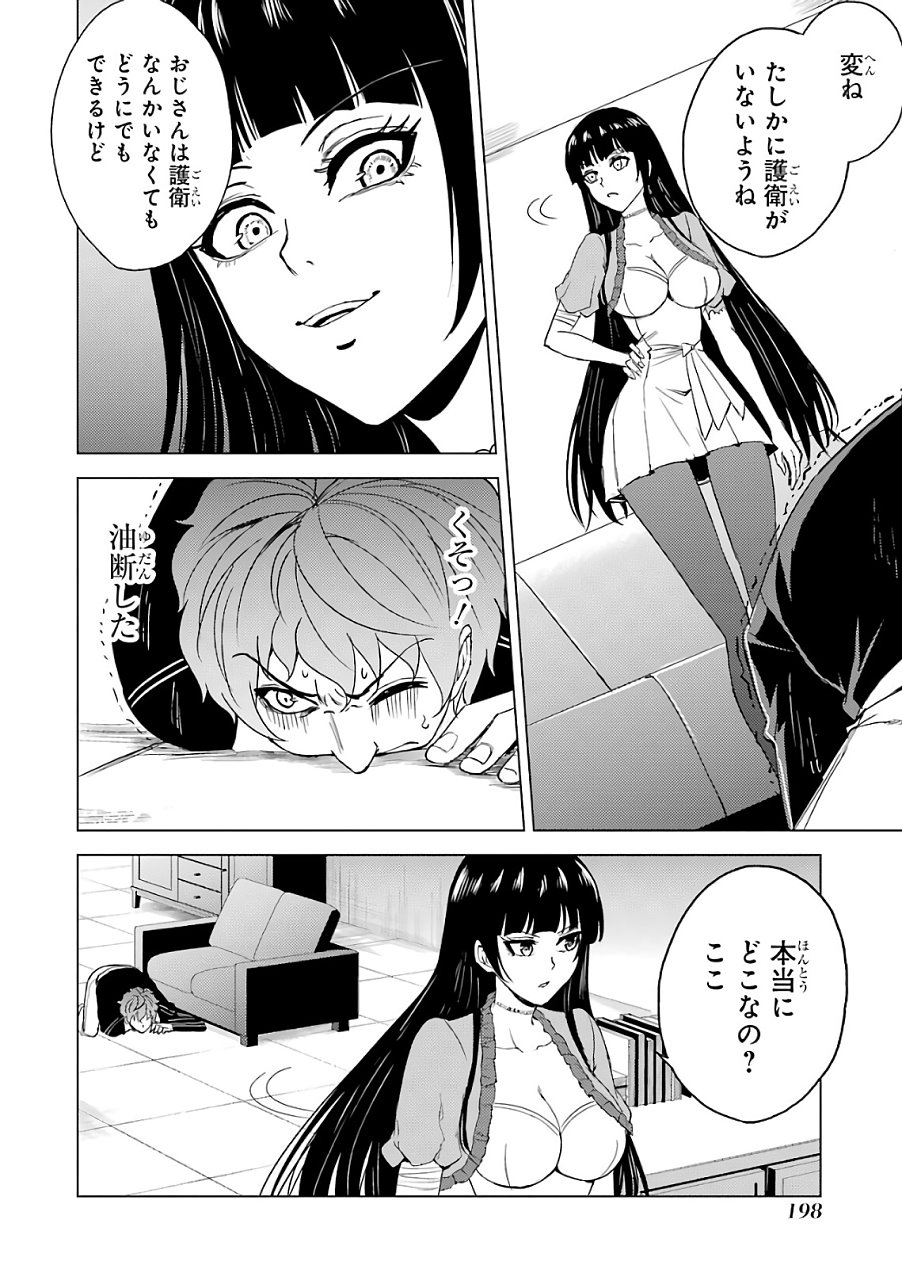 変ね
たしかに護衛が
いないようね
おじさんは護衛
なんかいなくても
どうにでも
できるけど
くそっ!
油断した
本当に
どこなの?
ここ
198